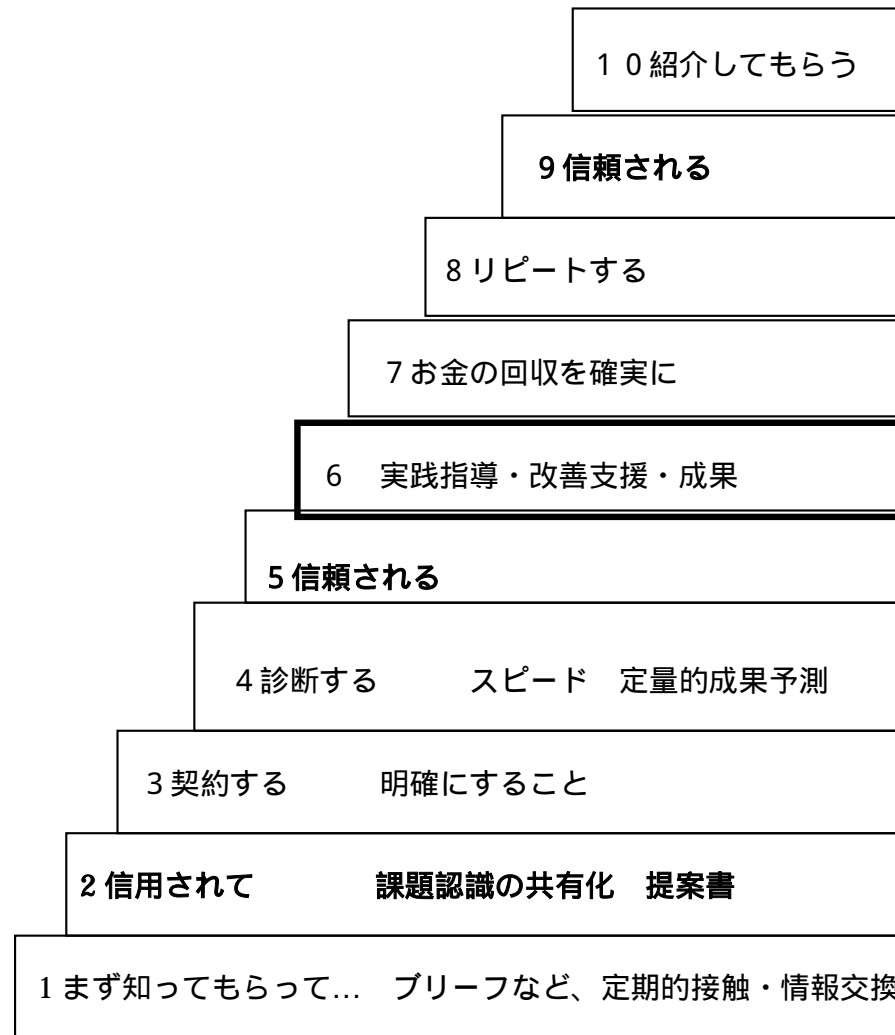 １０紹介してもらう
９信頼される
８リピートする
７お金の回収を確実に
６　実践指導・改善支援・成果
５信頼される
４診断する　　　スピード　定量的成果予測
３契約する　　　明確にすること
２信用されて　　　　課題認識の共有化　提案書
１まず知ってもらって…　ブリーフなど、定期的接触・情報交換